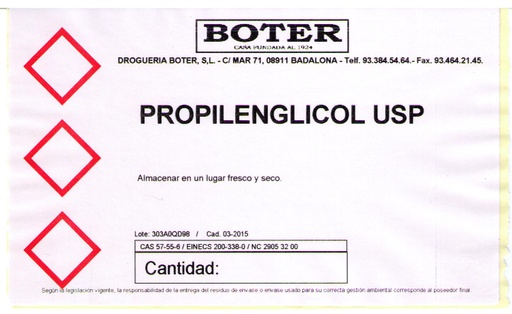 BOTER
CASA FUNDADA AL 1924
DROGUERIA BOTER, S,L. - C/ MAR 71, 08911 BADALONA - Telf. 93.384.54.64.- Fax. 93.464.21.45.
PROPILENGLICOL USP
Almacenar en un lugar fresco y seco.
Lote: 303A0QD98 / Cad. 03-2015
CAS 57-55-6 / EINECS 200-338-0 / NC 2905 32 00
Cantidad:
Según la legislación vigente, la responsabilidad de la entrega del residuo de envase o envase usado para su correcta gestión ambiental corresponde al poseedor final.